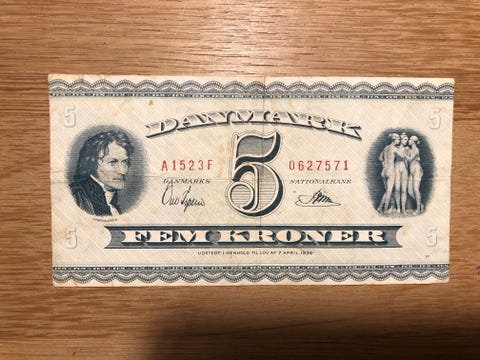 5 5
DANMARK
A1523F 5 0627571
DANMARKS NATIONALBANK
5 5
FEM KRONER
UDSTEDT I HENHOLD TIL LOV AF 7 APRIL 1936